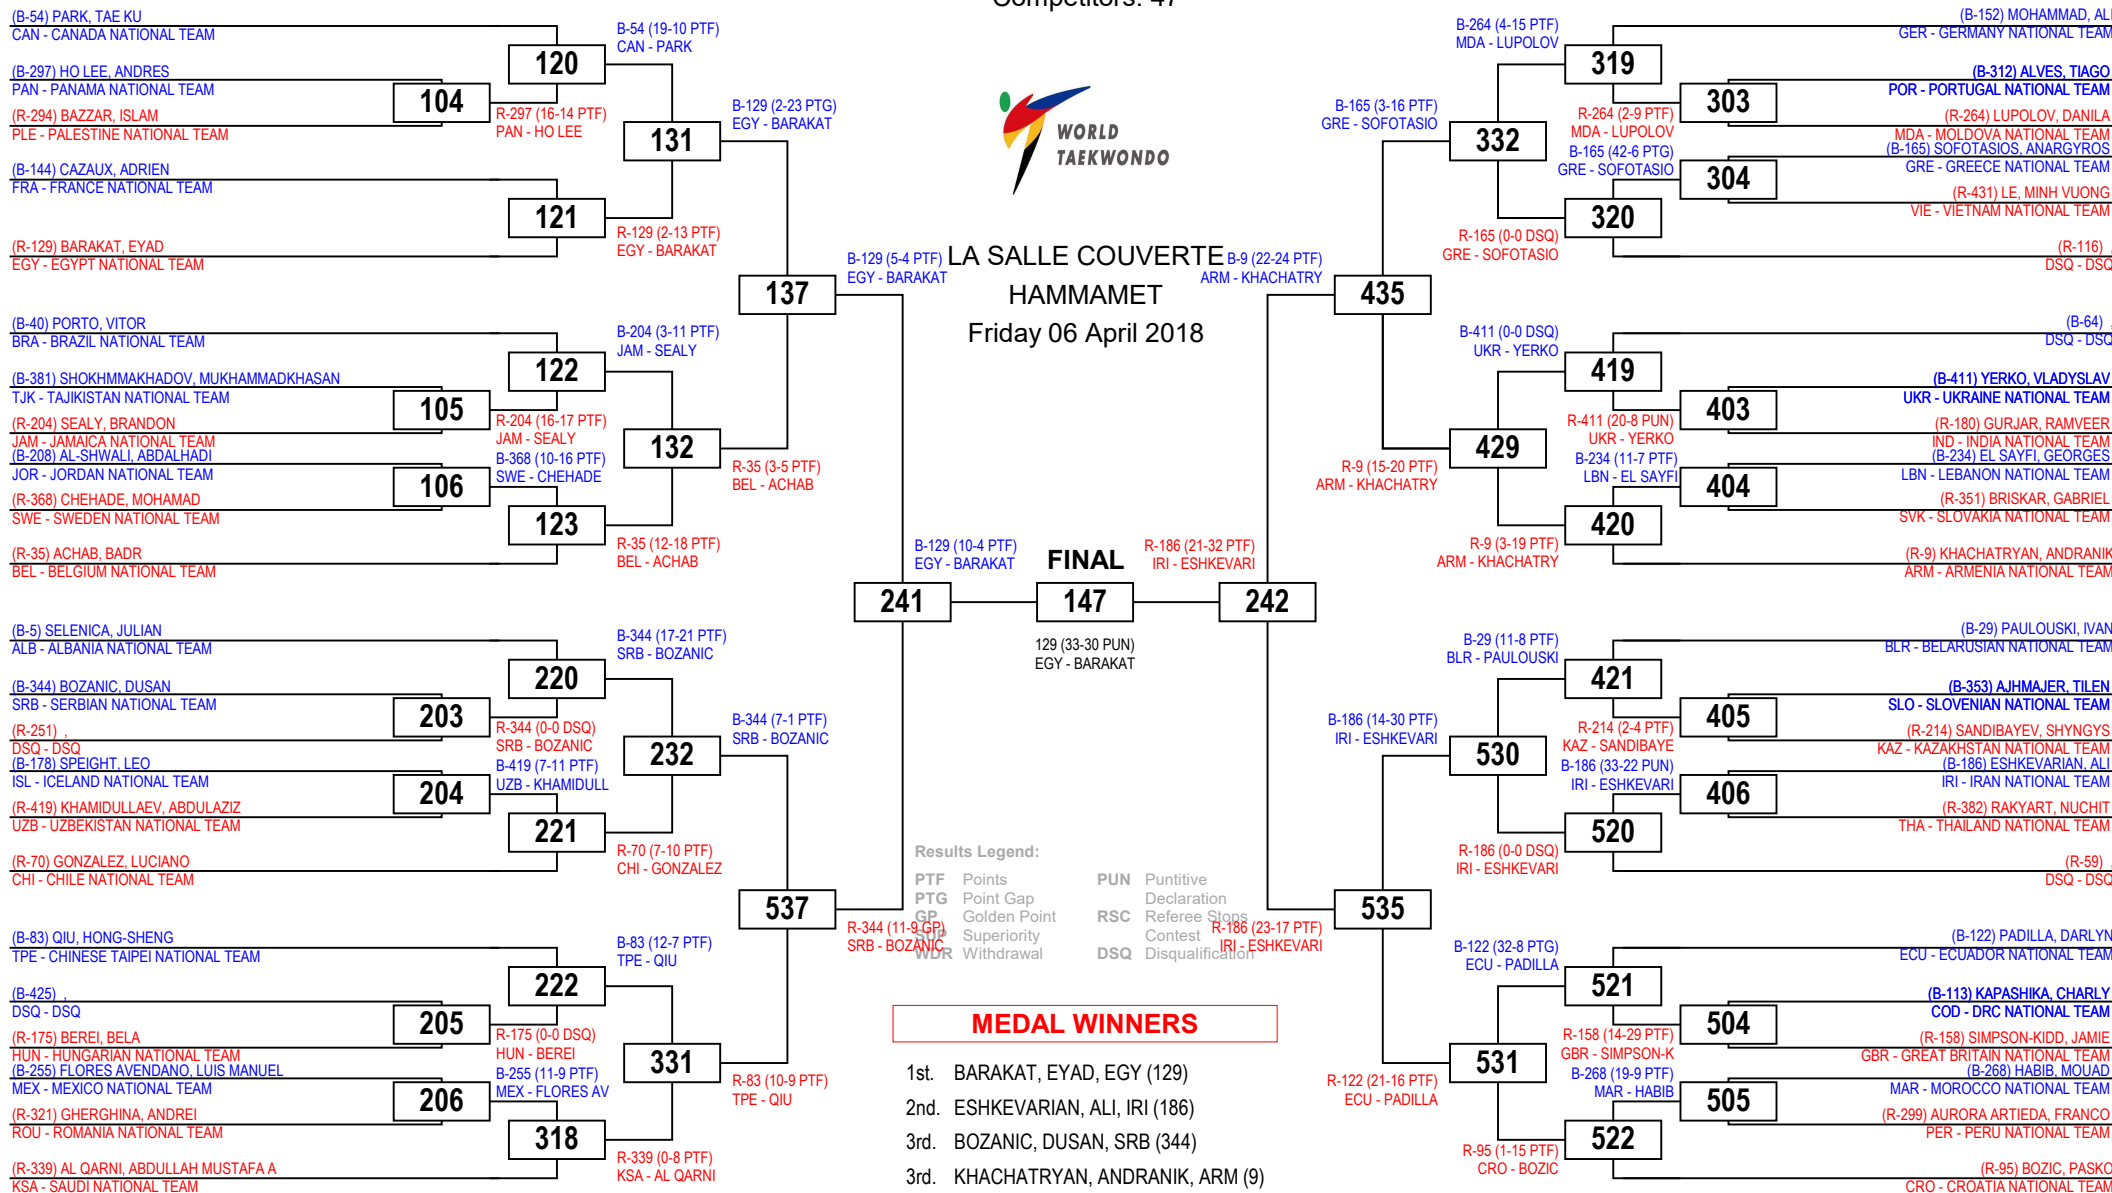 Competitors: 47
(B-54) PARK, TAE KU
CAN - CANADA NATIONAL TEAM
(B-297) HO LEE, ANDRES
PAN - PANAMA NATIONAL TEAM
(R-294) BAZZAR, ISLAM
PLE - PALESTINE NATIONAL TEAM
(B-144) CAZAUX, ADRIEN
FRA - FRANCE NATIONAL TEAM
(R-129) BARAKAT, EYAD
EGY - EGYPT NATIONAL TEAM
(B-40) PORTO, VITOR
BRA - BRAZIL NATIONAL TEAM
(B-381) SHOKHMMAKHADOV, MUKHAMMADKHASAN
TJK - TAJIKISTAN NATIONAL TEAM
(R-204) SEALY, BRANDON
JAM - JAMAICA NATIONAL TEAM
(B-208) AL-SHWALI, ABDALHADI
JOR - JORDAN NATIONAL TEAM
(R-368) CHEHADE, MOHAMAD
SWE - SWEDEN NATIONAL TEAM
(R-35) ACHAB, BADR
BEL - BELGIUM NATIONAL TEAM
(B-5) SELENICA, JULIAN
ALB - ALBANIA NATIONAL TEAM
(B-344) BOZANIC, DUSAN
SRB - SERBIAN NATIONAL TEAM
(R-251) ,
DSQ - DSQ
(B-178) SPEIGHT, LEO
ISL - ICELAND NATIONAL TEAM
(R-419) KHAMIDULLAEV, ABDULAZIZ
UZB - UZBEKISTAN NATIONAL TEAM
(R-70) GONZALEZ, LUCIANO
CHI - CHILE NATIONAL TEAM
(B-83) QIU, HONG-SHENG
TPE - CHINESE TAIPEI NATIONAL TEAM
(B-425) ,
DSQ - DSQ
(R-175) BEREI, BELA
HUN - HUNGARIAN NATIONAL TEAM
(B-255) FLORES AVENDANO, LUIS MANUEL
MEX - MEXICO NATIONAL TEAM
(R-321) GHERGHINA, ANDREI
ROU - ROMANIA NATIONAL TEAM
(R-339) AL QARNI, ABDULLAH MUSTAFA A
KSA - SAUDI NATIONAL TEAM
104
105
106
203
204
205
206
R-297 (16-14 PTF)
PAN - HO LEE
R-204 (16-17 PTF)
JAM - SEALY
B-368 (10-16 PTF)
SWE - CHEHADE
R-344 (0-0 DSQ)
SRB - BOZANIC
B-419 (7-11 PTF)
UZB - KHAMIDULL
R-175 (0-0 DSQ)
HUN - BEREI
B-255 (11-9 PTF)
MEX - FLORES AV
120
121
122
123
220
221
222
318
B-54 (19-10 PTF)
CAN - PARK
R-129 (2-13 PTF)
EGY - BARAKAT
B-204 (3-11 PTF)
JAM - SEALY
R-35 (12-18 PTF)
BEL - ACHAB
B-344 (17-21 PTF)
SRB - BOZANIC
R-70 (7-10 PTF)
CHI - GONZALEZ
B-83 (12-7 PTF)
TPE - QIU
R-339 (0-8 PTF)
KSA - AL QARNI
131
132
232
331
B-129 (2-23 PTG)
EGY - BARAKAT
R-35 (3-5 PTF)
BEL - ACHAB
B-344 (7-1 PTF)
SRB - BOZANIC
R-83 (10-9 PTF)
TPE - QIU
137
537
B-129 (5-4 PTF)
EGY - BARAKAT
R-344 (11-9 GP)
SRB - BOZANIC
241
B-129 (10-4 PTF)
EGY - BARAKAT
WORLD
TAEKWONDO
LA SALLE COUVERTE
HAMMAMET
Friday 06 April 2018
FINAL
147
129 (33-30 PUN)
EGY - BARAKAT
R-186 (21-32 PTF)
IRI - ESHKEVARI
242
B-9 (22-24 PTF)
ARM - KHACHATRY
R-186 (23-17 PTF)
IRI - ESHKEVARI
435
535
B-165 (3-16 PTF)
GRE - SOFOTASIO
R-9 (15-20 PTF)
ARM - KHACHATRY
B-186 (14-30 PTF)
IRI - ESHKEVARI
R-122 (21-16 PTF)
ECU - PADILLA
332
429
530
531
B-264 (4-15 PTF)
MDA - LUPOLOV
R-165 (0-0 DSQ)
GRE - SOFOTASIO
B-411 (0-0 DSQ)
UKR - YERKO
R-9 (3-19 PTF)
ARM - KHACHATRY
B-29 (11-8 PTF)
BLR - PAULOUSKI
R-186 (0-0 DSQ)
IRI - ESHKEVARI
B-122 (32-8 PTG)
ECU - PADILLA
R-95 (1-15 PTF)
CRO - BOZIC
319
320
419
420
421
520
521
522
R-264 (2-9 PTF)
MDA - LUPOLOV
B-165 (42-6 PTG)
GRE - SOFOTASIO
R-411 (20-8 PUN)
UKR - YERKO
B-234 (11-7 PTF)
LBN - EL SAYFI
R-214 (2-4 PTF)
KAZ - SANDIBAYE
B-186 (33-22 PUN)
IRI - ESHKEVARI
R-158 (14-29 PTF)
GBR - SIMPSON-K
B-268 (19-9 PTF)
MAR - HABIB
303
304
403
404
405
406
504
505
(B-152) MOHAMMAD, ALI
GER - GERMANY NATIONAL TEAM
(B-312) ALVES, TIAGO
POR - PORTUGAL NATIONAL TEAM
(R-264) LUPOLOV, DANILA
MDA - MOLDOVA NATIONAL TEAM
(B-165) SOFOTASIOS, ANARGYROS
GRE - GREECE NATIONAL TEAM
(R-431) LE, MINH VUONG
VIE - VIETNAM NATIONAL TEAM
(R-116) ,
DSQ - DSQ
(B-64) ,
DSQ - DSQ
(B-411) YERKO, VLADYSLAV
UKR - UKRAINE NATIONAL TEAM
(R-180) GURJAR, RAMVEER
IND - INDIA NATIONAL TEAM
(B-234) EL SAYFI, GEORGES
LBN - LEBANON NATIONAL TEAM
(R-351) BRISKAR, GABRIEL
SVK - SLOVAKIA NATIONAL TEAM
(R-9) KHACHATRYAN, ANDRANIK
ARM - ARMENIA NATIONAL TEAM
(B-29) PAULOUSKI, IVAN
BLR - BELARUSIAN NATIONAL TEAM
(B-353) AJHMAJER, TILEN
SLO - SLOVENIAN NATIONAL TEAM
(R-214) SANDIBAYEV, SHYNGYS
KAZ - KAZAKHSTAN NATIONAL TEAM
(B-186) ESHKEVARIAN, ALI
IRI - IRAN NATIONAL TEAM
(R-382) RAKYART, NUCHIT
THA - THAILAND NATIONAL TEAM
(R-59) ,
DSQ - DSQ
(B-122) PADILLA, DARLYN
ECU - ECUADOR NATIONAL TEAM
(B-113) KAPASHIKA, CHARLY
COD - DRC NATIONAL TEAM
(R-158) SIMPSON-KIDD, JAMIE
GBR - GREAT BRITAIN NATIONAL TEAM
(B-268) HABIB, MOUAD
MAR - MOROCCO NATIONAL TEAM
(R-299) AURORA ARTIEDA, FRANCO
PER - PERU NATIONAL TEAM
(R-95) BOZIC, PASKO
CRO - CROATIA NATIONAL TEAM
Results Legend:
PTF Points
PTG Point Gap
GP Golden Point
SUP Superiority
WDR Withdrawal
PUN Puntitive
Declaration
RSC Referee Stops
Contest
DSQ Disqualification
MEDAL WINNERS
1st. BARAKAT, EYAD, EGY (129)
2nd. ESHKEVARIAN, ALI, IRI (186)
3rd. BOZANIC, DUSAN, SRB (344)
3rd. KHACHATRYAN, ANDRANIK, ARM (9)